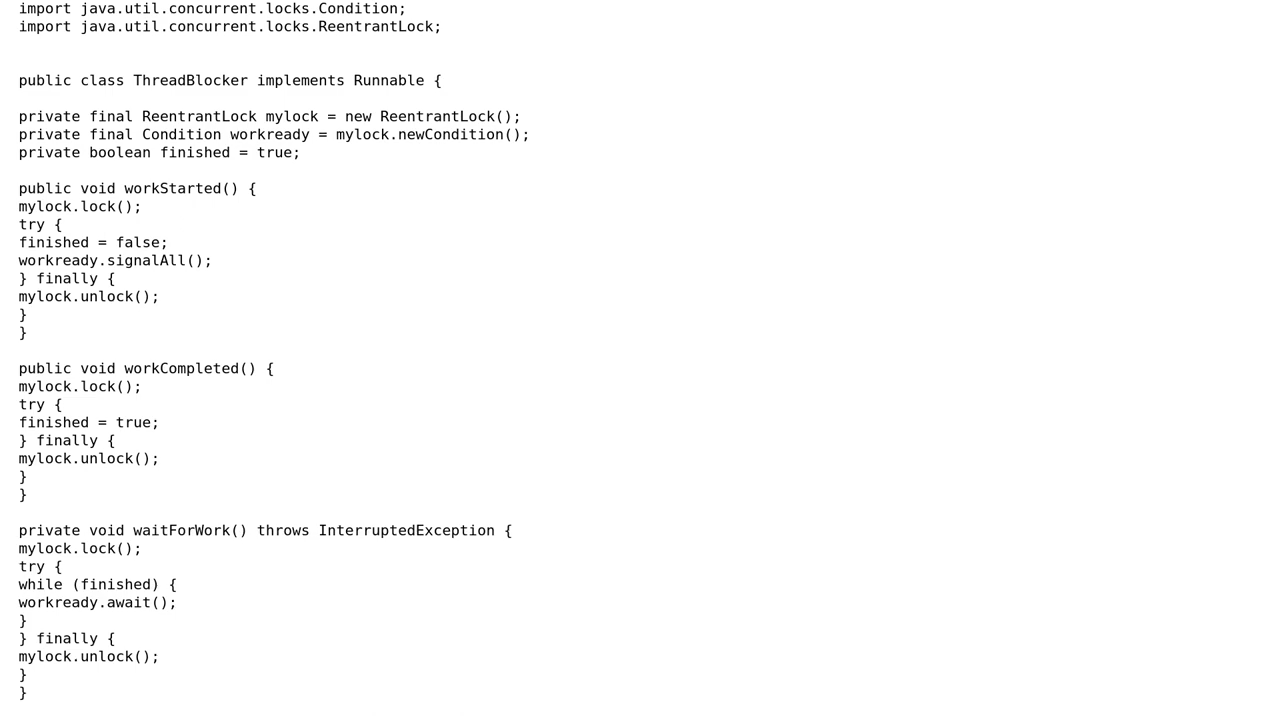 import java.util.concurrent.locks.Condition;
import java.util.concurrent.locks.ReentrantLock;
public class ThreadBlocker implements Runnable {
private final ReentrantLock mylock = new ReentrantLock();
private final Condition workready = mylock.newCondition();
private boolean finished = true;
public void workStarted() {
mylock.lock();
try {
finished = false;
workready.signalAll();
} finally {
mylock.unlock();
}
}
public void workCompleted() {
mylock.lock();
try {
finished = true;
} finally {
mylock.unlock();
}
}
private void waitForWork() throws InterruptedException {
mylock.lock();
try {
while (finished) {
workready.await();
}
} finally {
mylock.unlock();
}
}